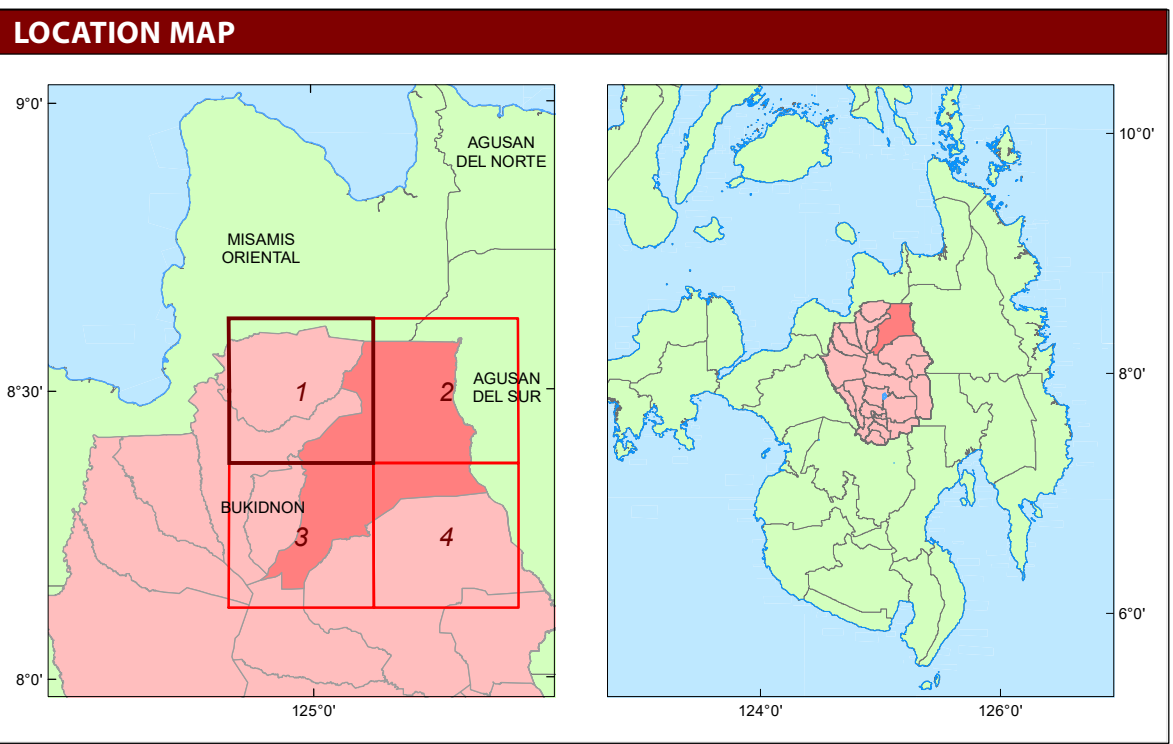 LOCATION MAP
9°0'
AGUSAN
DEL NORTE
MISAMIS
ORIENTAL
8°30'
1
2
AGUSAN
DEL SUR
BUKIDNON
3
4
8°0'
125°0'
10°0'
8°0'
6°0'
124°0'
126°0'